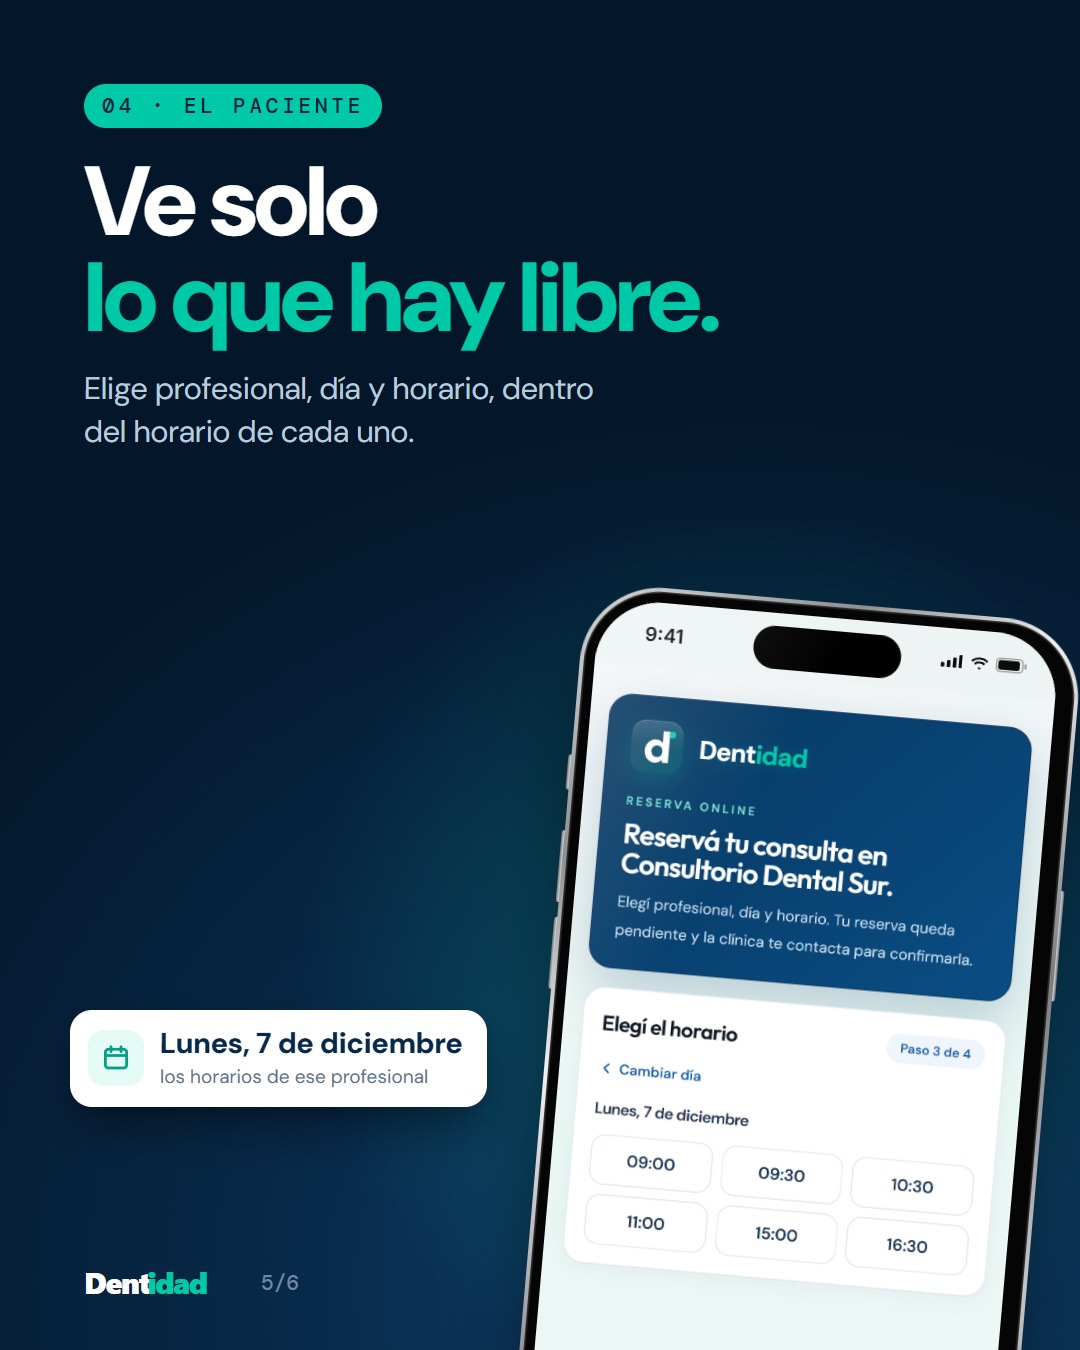 04 · EL PACIENTE
Ve solo
lo que hay libre.
Elige profesional, día y horario, dentro
del horario de cada uno.
9:41
d
Dentidad
RESERVA ONLINE
Reservá tu consulta en
Consultorio Dental Sur.
Elegí profesional, día y horario. Tu reserva queda
pendiente y la clínica te contacta para confirmarla.
Elegí el horario
Paso 3 de 4
Cambiar día
Lunes, 7 de diciembre
09:00
09:30
10:30
11:00
15:00
16:30
Lunes, 7 de diciembre
los horarios de ese profesional
Dentidad
5/6